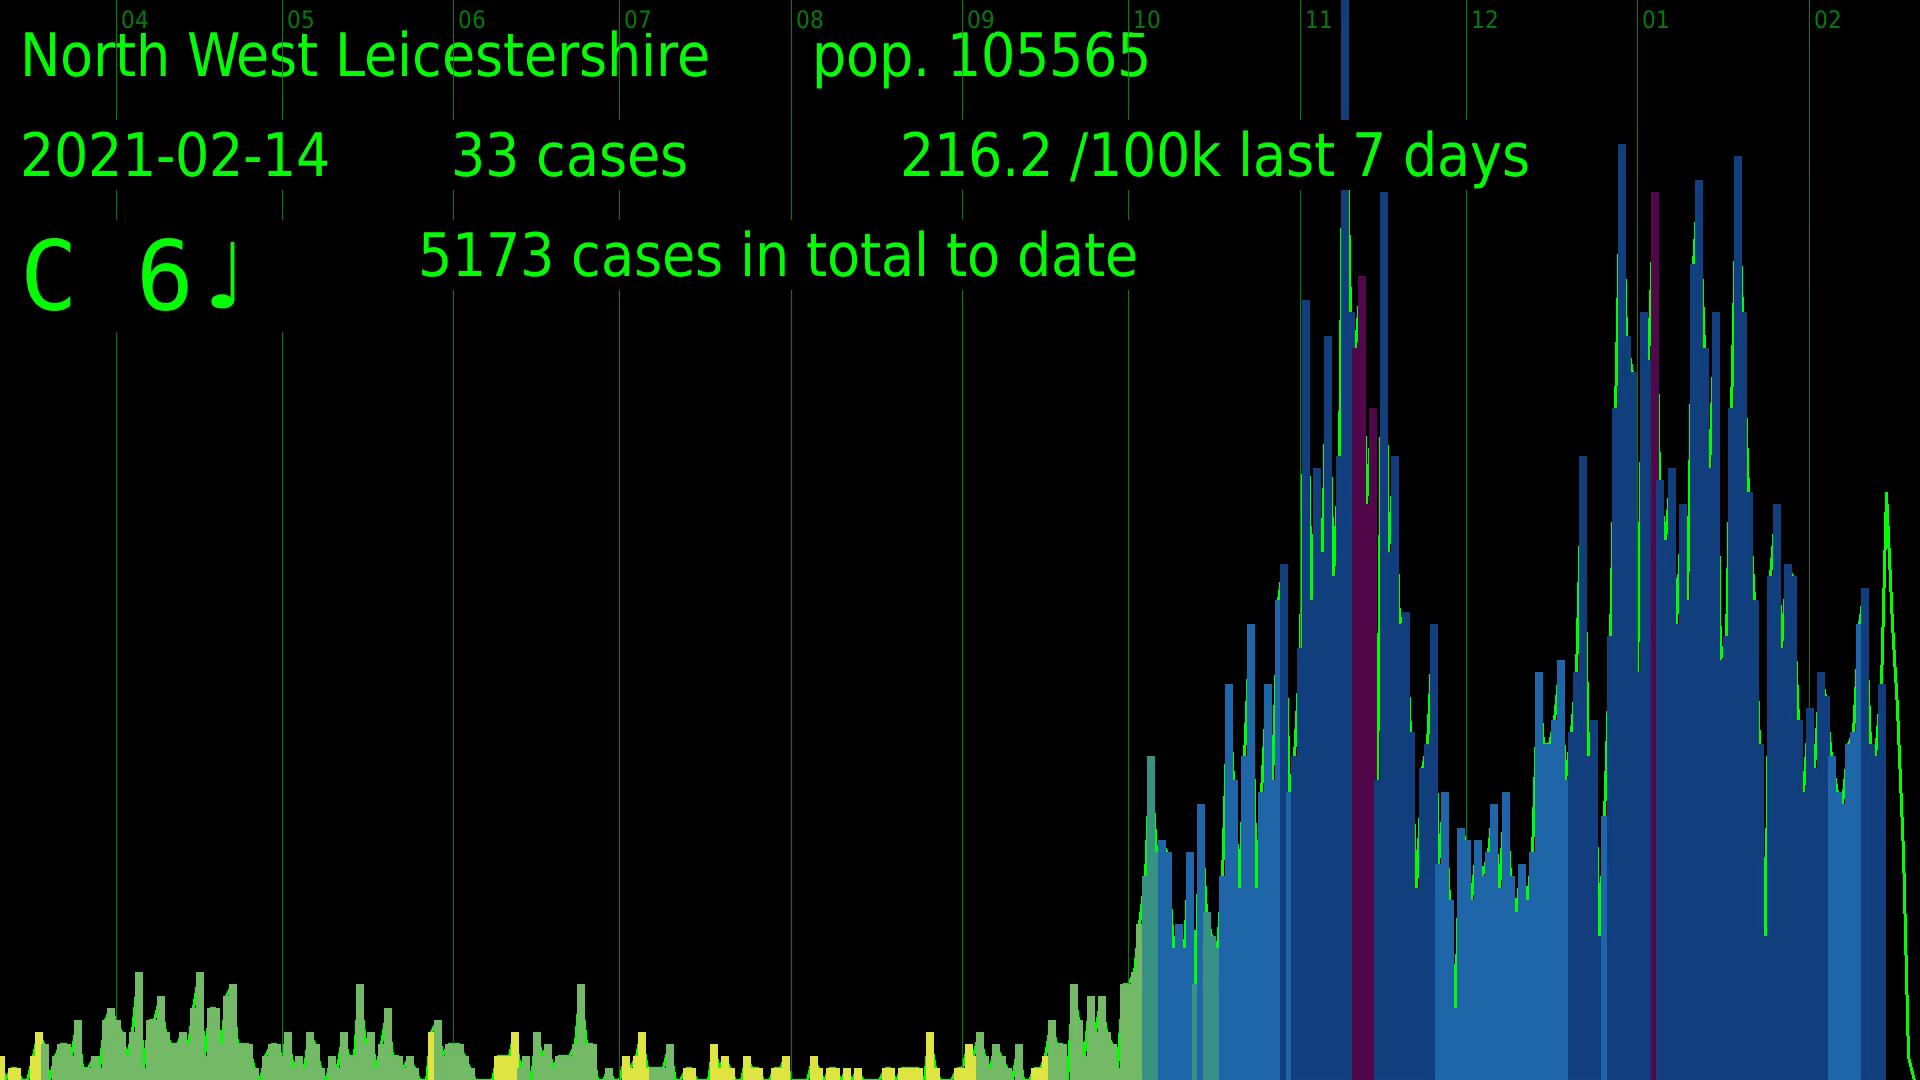 04 05 06 07 08 09 10 11 12 01 02
North West Leicestershire pop. 105565
2021-02-14 33 cases 216.2 /100k last 7 days
C 6♩ 5173 cases in total to date